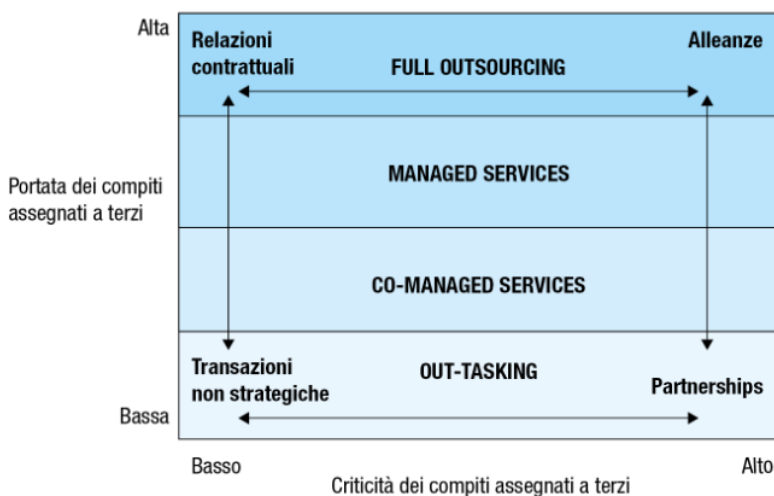 Alta
Relazioni
contrattuali
Alleanze
FULL OUTSOURCING
MANAGED SERVICES
Portata dei compiti
assegnati a terzi
CO-MANAGED SERVICES
Transazioni
non strategiche
OUT-TASKING
Partnerships
Bassa
Basso
Alto
Criticità dei compiti assegnati a terzi